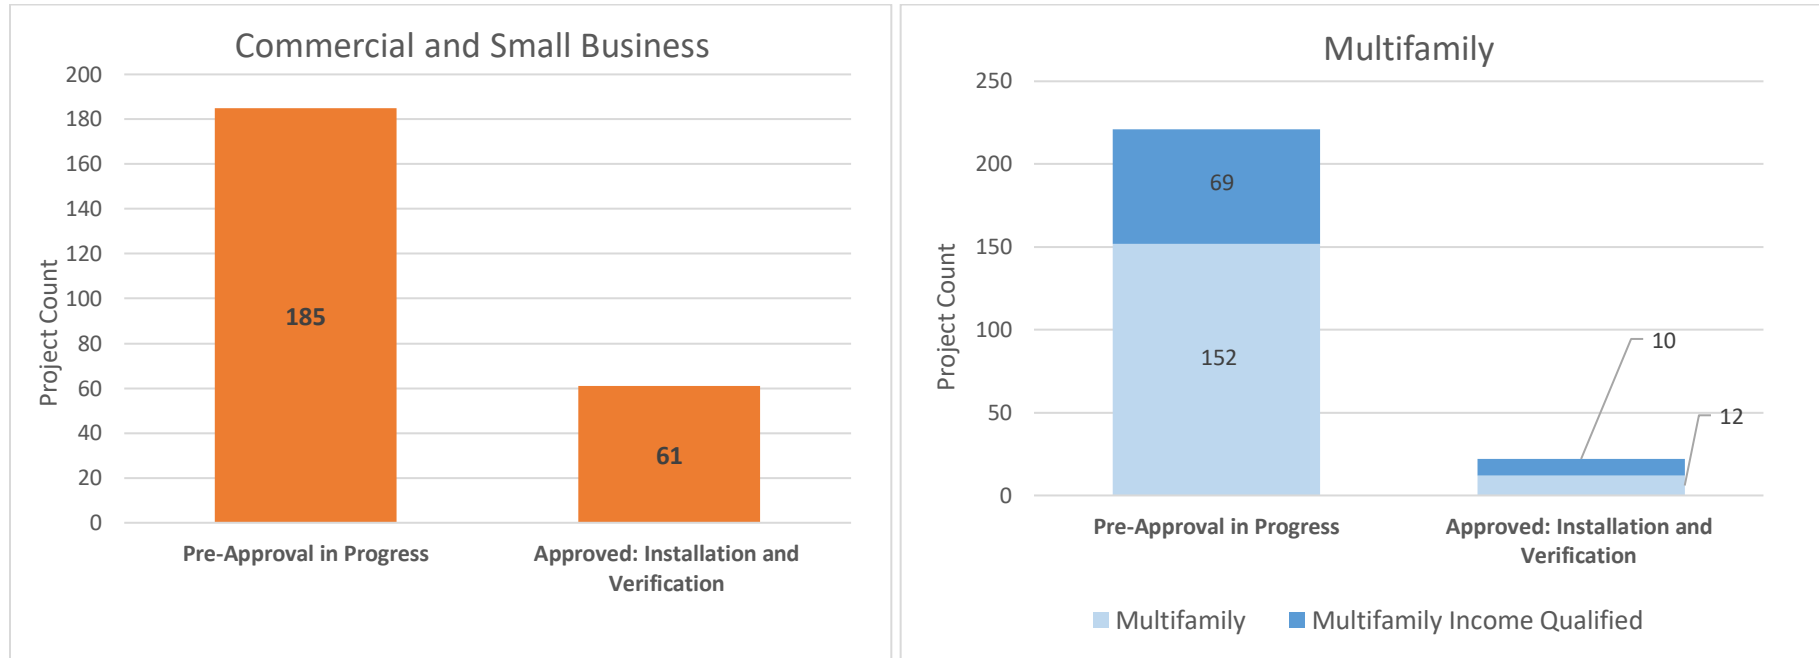 Commercial and Small Business
Project Count
200
180
160
140
120
100
80
60
40
20
0
185
61
Pre-Approval in Progress
Approved: Installation and
Verification
Multifamily
Project Count
250
200
150
100
50
0
69
152
10
12
Pre-Approval in Progress
Approved: Installation and
Verification
Multifamily
Multifamily Income Qualified